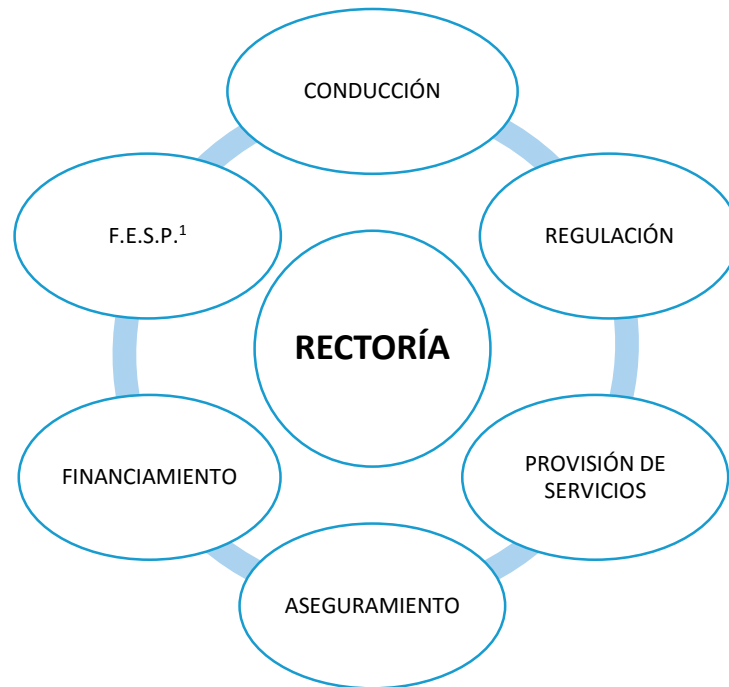 CONDUCCIÓN
F.E.S.P.¹
REGULACIÓN
RECTORÍA
FINANCIAMIENTO
PROVISIÓN DE
SERVICIOS
ASEGURAMIENTO